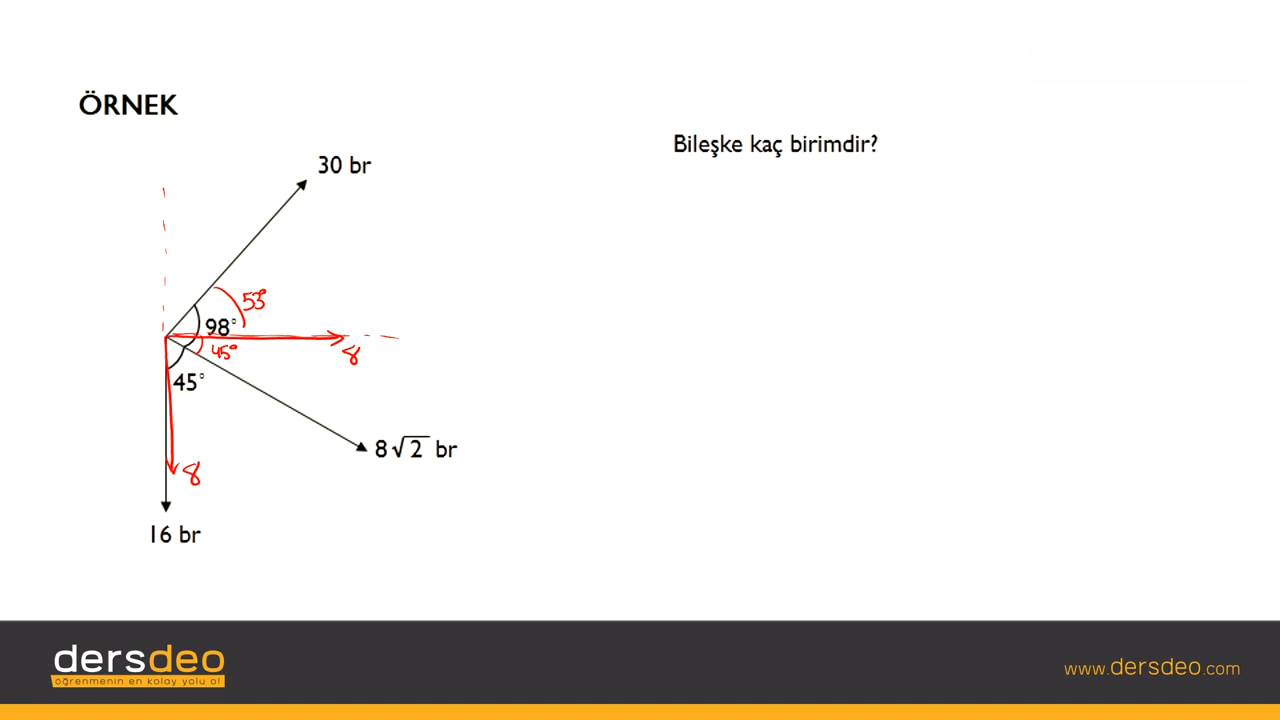 ÖRNEK
Bileşke kaç birimdir?
30 br
53°
98°
45°
8
45°
8√2 br
8
16 br
dersdeo
öğrenmenin en kolay yolu o!
www.dersdeo.com